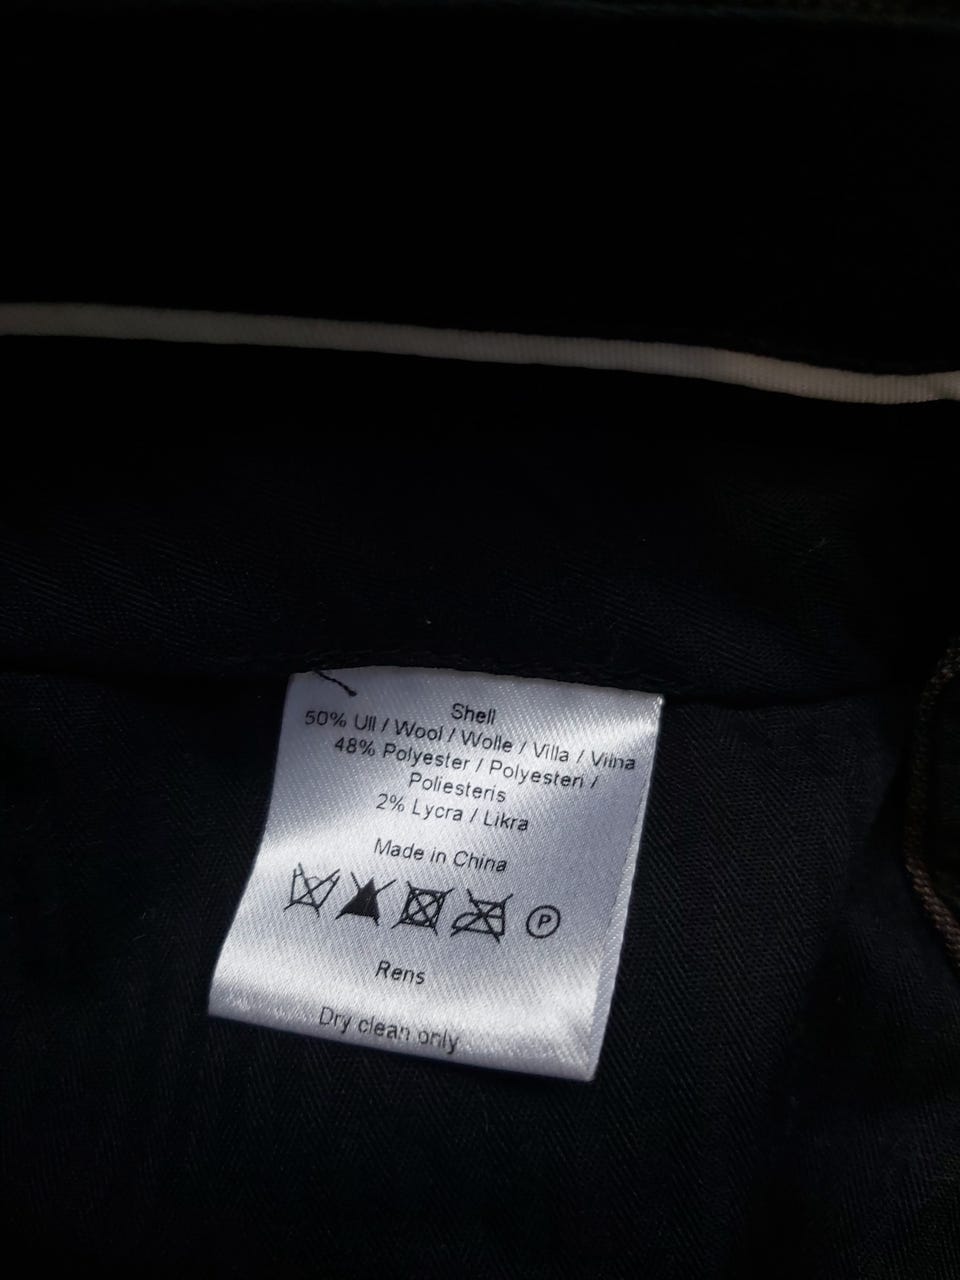 Shell
50% Ull / Wool / Wolle / Villa / Vilna
48% Polyester / Polyesteri /
Poliesteris
2% Lycra / Likra
Made in China
P
Rens
Dry clean only